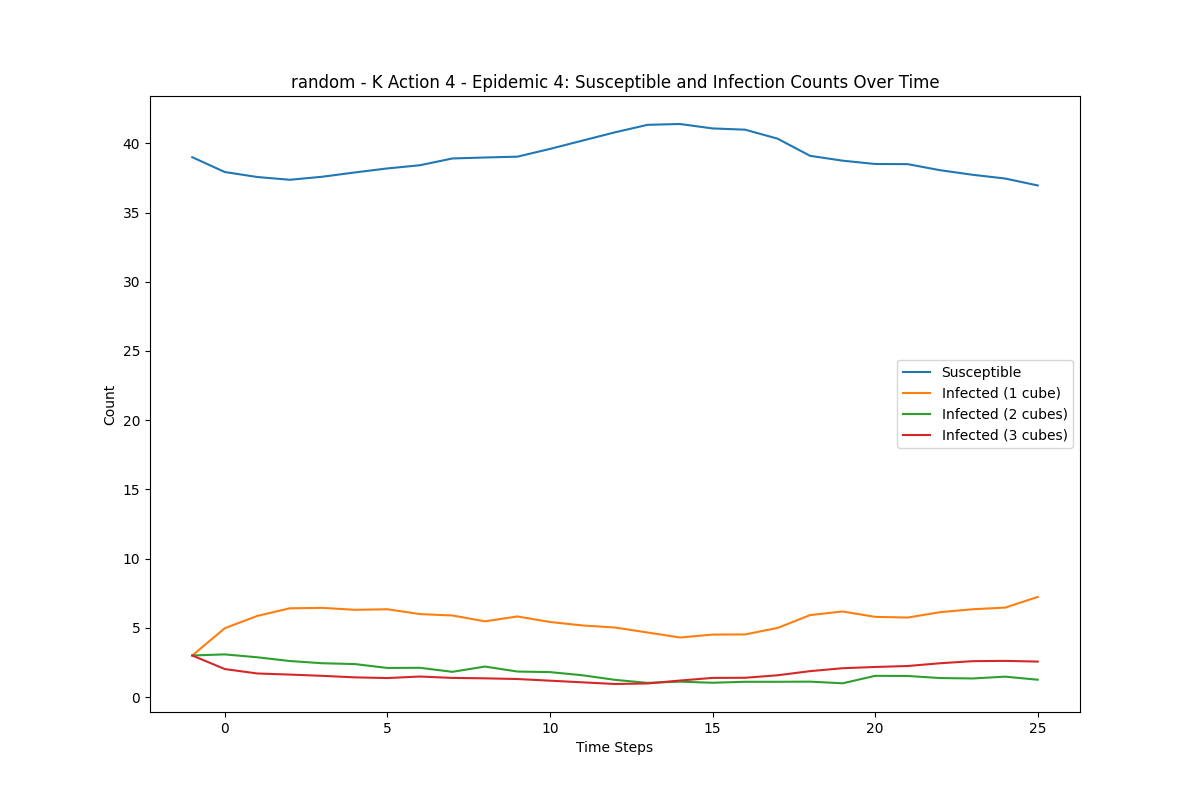 random - K Action 4 - Epidemic 4: Susceptible and Infection Counts Over Time
Count
40
35
30
25
20
15
10
5
0
Susceptible
Infected (1 cube)
Infected (2 cubes)
Infected (3 cubes)
0 5 10 15 20 25
Time Steps